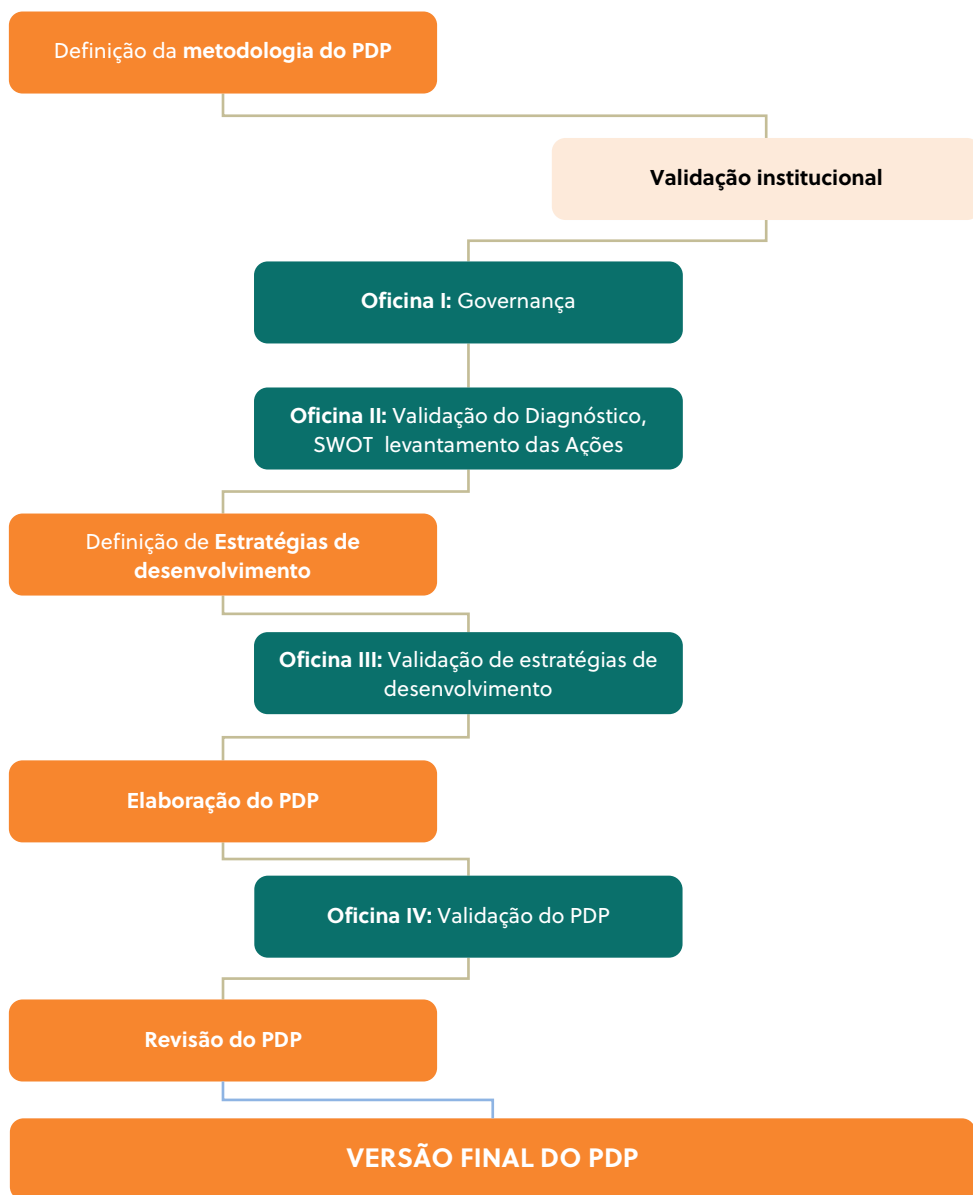 Definição da metodologia do PDP
Validação institucional
Oficina I: Governança
Oficina II: Validação do Diagnóstico,
SWOT levantamento das Ações
Definição de Estratégias de
desenvolvimento
Oficina III: Validação de estratégias de
desenvolvimento
Elaboração do PDP
Oficina IV: Validação do PDP
Revisão do PDP
VERSÃO FINAL DO PDP